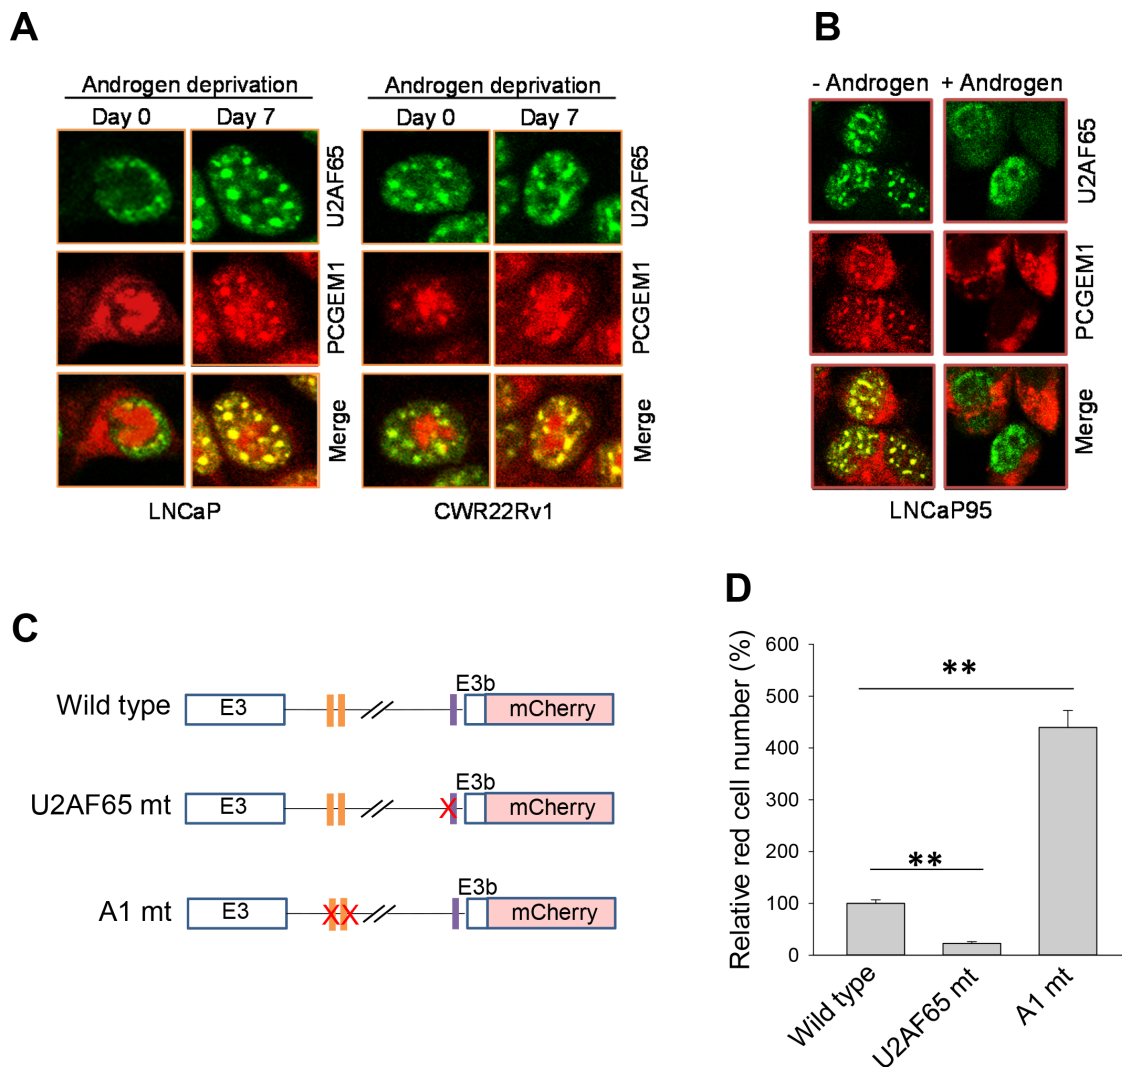 A
Androgen deprivation
Androgen deprivation
Day 0
Day 7
Day 0
Day 7
U2AF65
U2AF65
PCGEM1
PCGEM1
Merge
Merge
LNCaP
CWR22Rv1
B
- Androgen + Androgen
U2AF65
PCGEM1
Merge
LNCaP95
C
Wild type
E3
E3b
mCherry
U2AF65 mt
E3
E3b
mCherry
A1 mt
E3
E3b
mCherry
D
Relative red cell number (%)
600
500
400
300
200
100
0
**
**
Wild type
U2AF65 mt
A1 mt